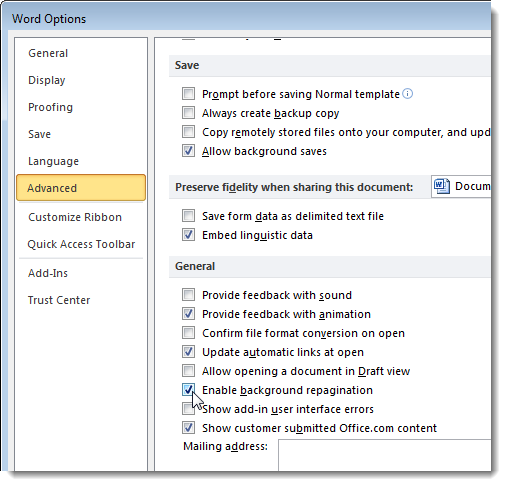 Word Options
General
Display
Proofing
Save
Language
Advanced
Customize Ribbon
Quick Access Toolbar
Add-Ins
Trust Center
Save
Prompt before saving Normal template
Always create backup copy
Copy remotely stored files onto your computer, and upd
Allow background saves
Preserve fidelity when sharing this document: Docum
Save form data as delimited text file
Embed linguistic data
General
Provide feedback with sound
Provide feedback with animation
Confirm file format conversion on open
Update automatic links at open
Allow opening a document in Draft view
Enable background repagination
Show add-in user interface errors
Show customer submitted Office.com content
Mailing address: